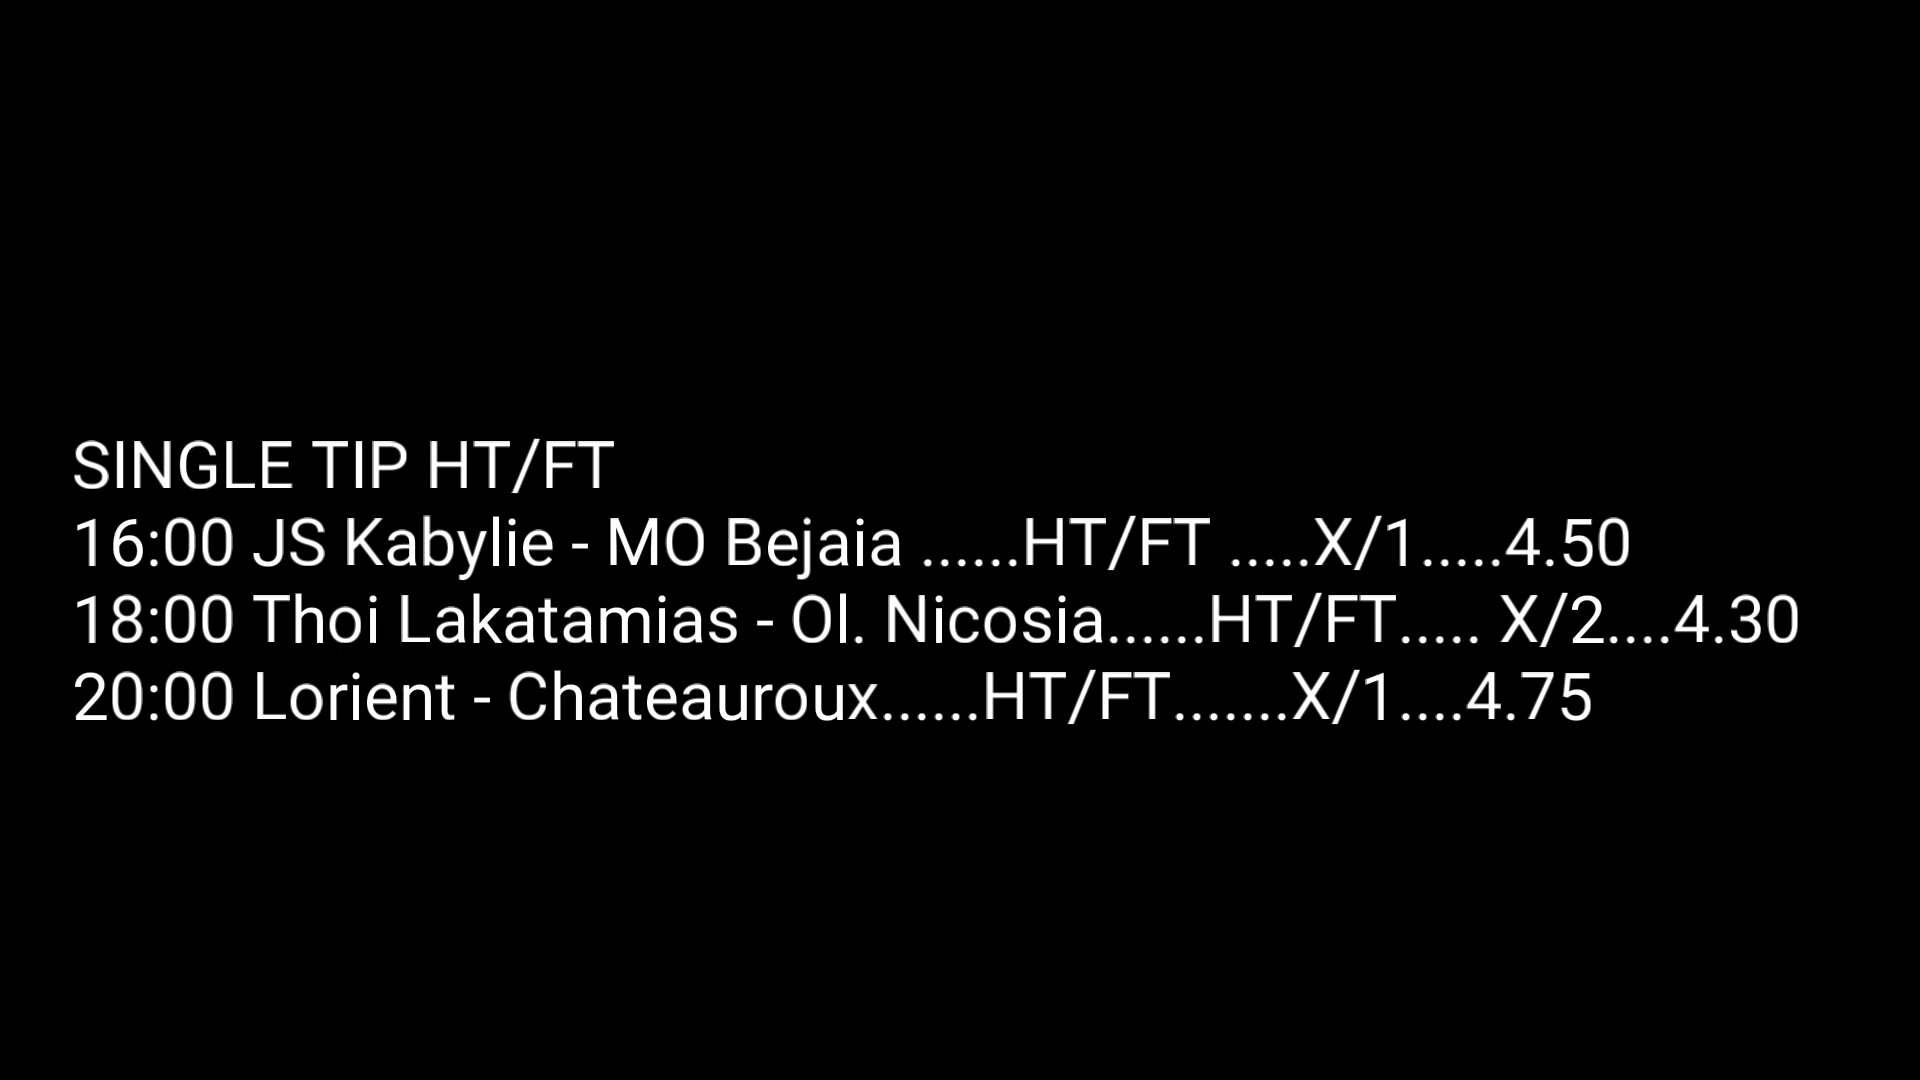 SINGLE TIP HT/FT
16:00 JS Kabylie - MO Bejaia ......HT/FT .....X/1.....4.50
18:00 Thoi Lakatamias - Ol. Nicosia......HT/FT..... X/2....4.30
20:00 Lorient - Chateauroux......HT/FT.......X/1....4.75